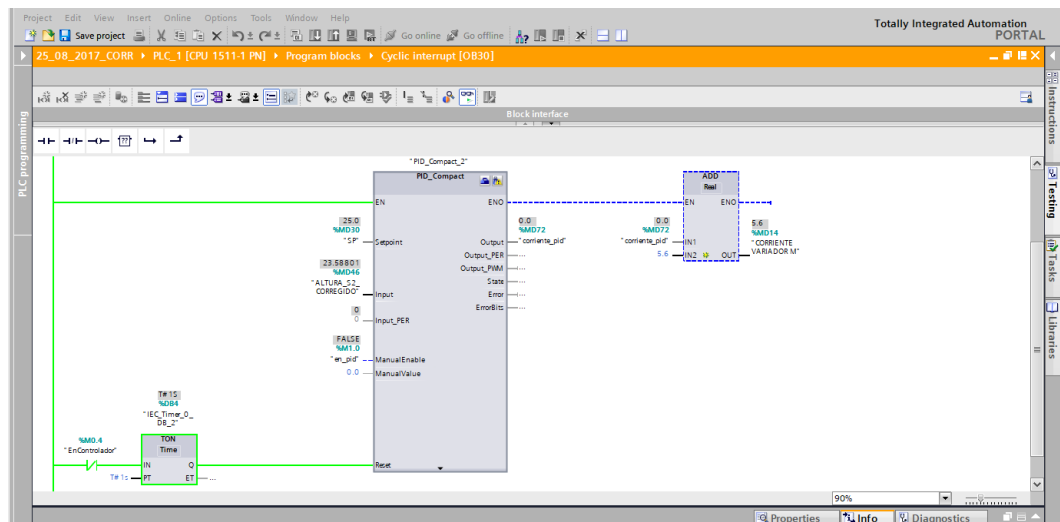 Project Edit View Insert Online Options Tools Window Help
Totally Integrated Automation
PORTAL
Save project
Go online
Go offline
25_08_2017_CORR PLC_1 [CPU 1511-1 PN] Program blocks Cyclic interrupt [OB30]
Block interface
PLC programming
Instructions
Testing
Tasks
Libraries
"PID_Compact_2"
PID_Compact
EN
ENO
25.0
%MD30
"SP"
Setpoint
23.58801
%MD46
"ALTURA_S2_
CORREGIDO"
Input
0
0
Input_PER
FALSE
%M1.0
"en_pid"
ManualEnable
0.0
ManualValue
Reset
0.0
%MD72
"corriente_pid"
Output
Output_PER
Output_PWM
State
Error
ErrorBits
ADD
Real
EN
ENO
0.0
%MD72
"corriente_pid"
IN1
5.6
IN2
OUT
5.6
%MD14
"CORRIENTE
VARIADOR M"
T#1S
%DB4
"IEC_Timer_0_
DB_2"
TON
Time
%M0.4
"EnControlador"
IN
Q
T#1s
PT
ET
...
90%
Properties
Info
Diagnostics